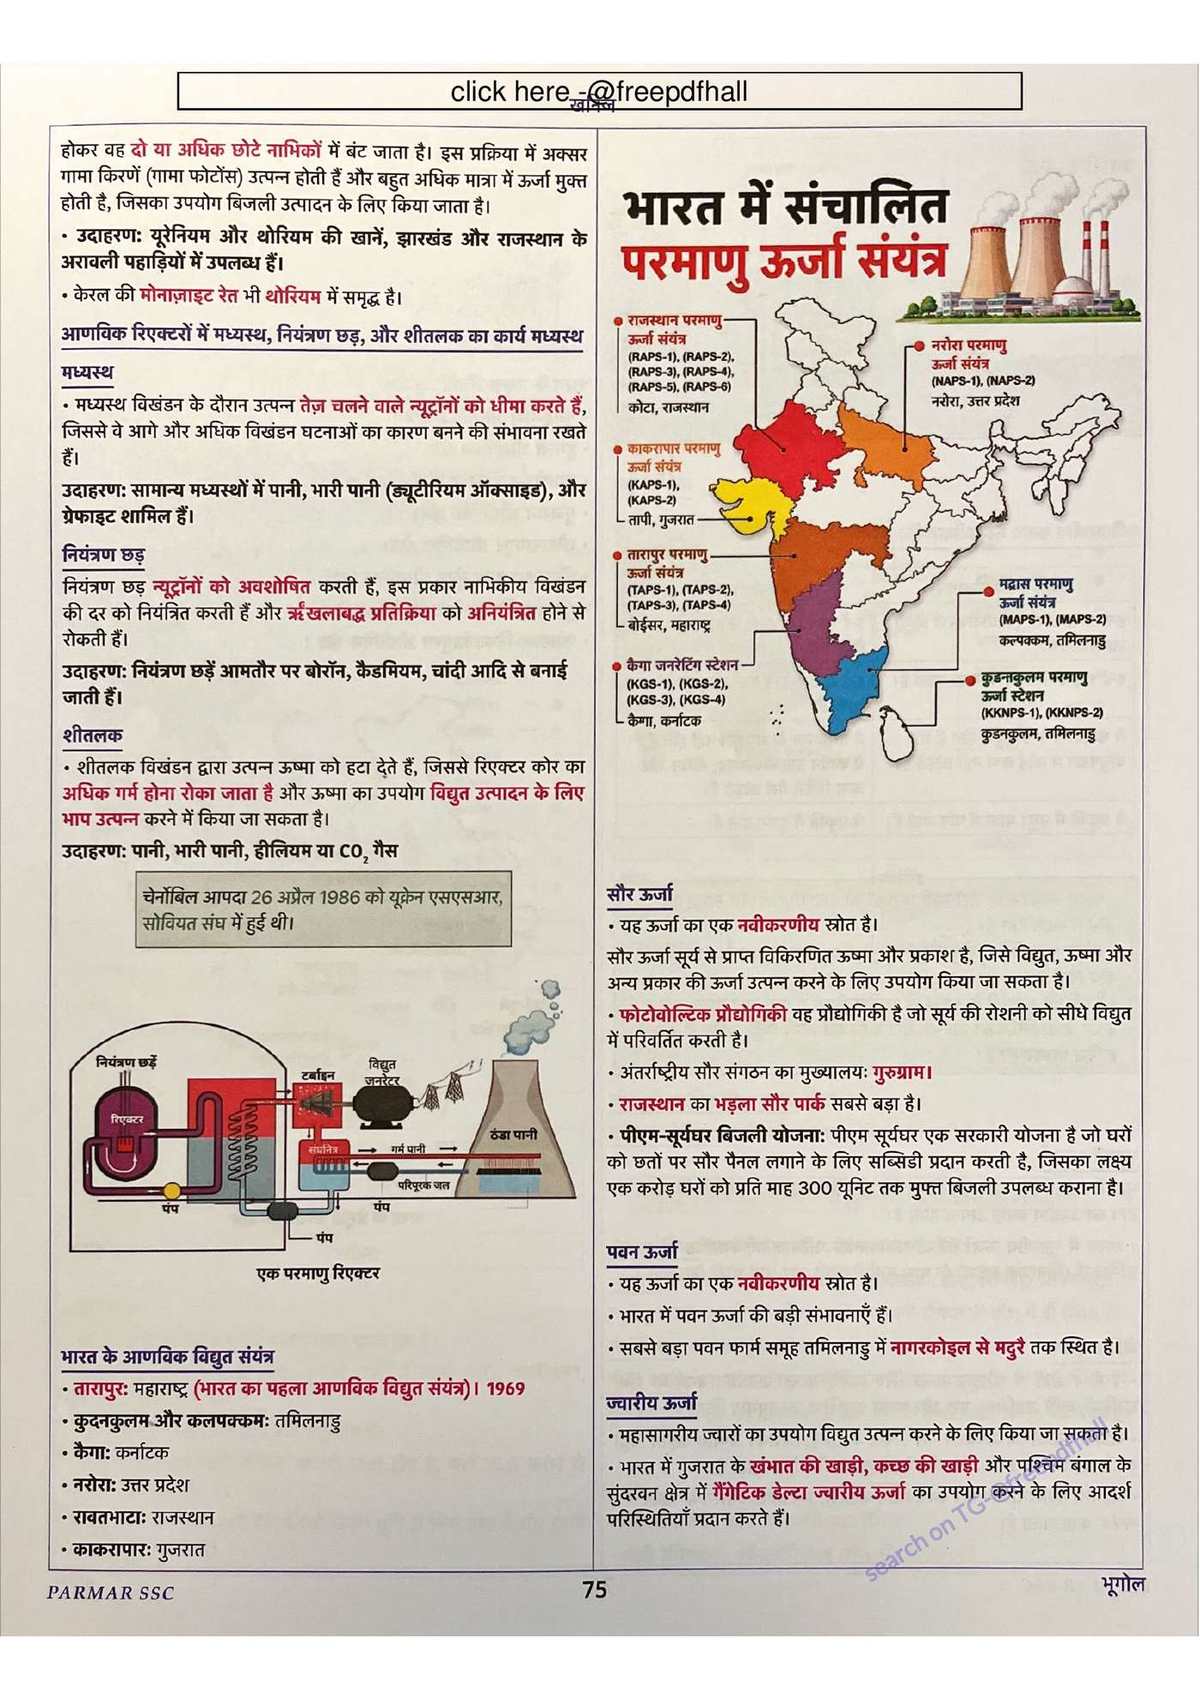 click here -@freepdfhall
खनिज
होकर वह दो या अधिक छोटे नाभिकों में बंट जाता है। इस प्रक्रिया में अक्सर
गामा किरणें (गामा फोटोंस) उत्पन्न होती हैं और बहुत अधिक मात्रा में ऊर्जा मुक्त
होती है, जिसका उपयोग बिजली उत्पादन के लिए किया जाता है।
• उदाहरण: यूरेनियम और थोरियम की खानें, झारखंड और राजस्थान के
अरावली पहाड़ियों में उपलब्ध हैं।
• केरल की मोनाज़ाइट रेत भी थोरियम में समृद्ध है।
आणविक रिएक्टरों में मध्यस्थ, नियंत्रण छड़, और शीतलक का कार्य मध्यस्थ
मध्यस्थ
• मध्यस्थ विखंडन के दौरान उत्पन्न तेज़ चलने वाले न्यूट्रॉनों को धीमा करते हैं,
जिससे वे आगे और अधिक विखंडन घटनाओं का कारण बनने की संभावना रखते
हैं।
उदाहरण: सामान्य मध्यस्थों में पानी, भारी पानी (ड्यूटीरियम ऑक्साइड), और
ग्रेफाइट शामिल हैं।
नियंत्रण छड़
नियंत्रण छड़ न्यूट्रॉनों को अवशोषित करती हैं, इस प्रकार नाभिकीय विखंडन
की दर को नियंत्रित करती हैं और श्रृंखलाबद्ध प्रतिक्रिया को अनियंत्रित होने से
रोकती हैं।
उदाहरण: नियंत्रण छड़ें आमतौर पर बोरॉन, कैडमियम, चांदी आदि से बनाई
जाती हैं।
शीतलक
• शीतलक विखंडन द्वारा उत्पन्न ऊष्मा को हटा देते हैं, जिससे रिएक्टर कोर का
अधिक गर्म होना रोका जाता है और ऊष्मा का उपयोग विद्युत उत्पादन के लिए
भाप उत्पन्न करने में किया जा सकता है।
उदाहरण: पानी, भारी पानी, हीलियम या CO₂ गैस
चेर्नोबिल आपदा 26 अप्रैल 1986 को यूक्रेन एसएसआर,
सोवियत संघ में हुई थी।
नियंत्रण छड़ें
रिएक्टर
पंप
टर्बाइन
विद्युत
जनरेटर
संघनित्र
गर्म पानी
परिपूरक जल
पंप
पंप
ठंडा पानी
एक परमाणु रिएक्टर
भारत के आणविक विद्युत संयंत्र
• तारापुर: महाराष्ट्र (भारत का पहला आणविक विद्युत संयंत्र)। 1969
• कुदनकुलम और कलपक्कम: तमिलनाडु
• कैगा: कर्नाटक
• नरोरा: उत्तर प्रदेश
• रावतभाटा: राजस्थान
• काकरापार: गुजरात
भारत में संचालित
परमाणु ऊर्जा संयंत्र
राजस्थान परमाणु
ऊर्जा संयंत्र
(RAPS-1), (RAPS-2),
(RAPS-3), (RAPS-4),
(RAPS-5), (RAPS-6)
कोटा, राजस्थान
काकरापार परमाणु
ऊर्जा संयंत्र
(KAPS-1),
(KAPS-2)
तापी, गुजरात
तारापुर परमाणु
ऊर्जा संयंत्र
(TAPS-1), (TAPS-2),
(TAPS-3), (TAPS-4)
बोईसर, महाराष्ट्र
कैगा जनरेटिंग स्टेशन
(KGS-1), (KGS-2),
(KGS-3), (KGS-4)
कैगा, कर्नाटक
नरोरा परमाणु
ऊर्जा संयंत्र
(NAPS-1), (NAPS-2)
नरोरा, उत्तर प्रदेश
मद्रास परमाणु
ऊर्जा संयंत्र
(MAPS-1), (MAPS-2)
कल्पक्कम, तमिलनाडु
कुडनकुलम परमाणु
ऊर्जा स्टेशन
(KKNPS-1), (KKNPS-2)
कुडनकुलम, तमिलनाडु
सौर ऊर्जा
• यह ऊर्जा का एक नवीकरणीय स्रोत है।
सौर ऊर्जा सूर्य से प्राप्त विकिरणित ऊष्मा और प्रकाश है, जिसे विद्युत, ऊष्मा और
अन्य प्रकार की ऊर्जा उत्पन्न करने के लिए उपयोग किया जा सकता है।
• फोटोवोल्टिक प्रौद्योगिकी वह प्रौद्योगिकी है जो सूर्य की रोशनी को सीधे विद्युत
में परिवर्तित करती है।
• अंतर्राष्ट्रीय सौर संगठन का मुख्यालय: गुरुग्राम।
• राजस्थान का भड़ला सौर पार्क सबसे बड़ा है।
• पीएम-सूर्यघर बिजली योजना: पीएम सूर्यघर एक सरकारी योजना है जो घरों
को छतों पर सौर पैनल लगाने के लिए सब्सिडी प्रदान करती है, जिसका लक्ष्य
एक करोड़ घरों को प्रति माह 300 यूनिट तक मुफ्त बिजली उपलब्ध कराना है।
पवन ऊर्जा
• यह ऊर्जा का एक नवीकरणीय स्रोत है।
• भारत में पवन ऊर्जा की बड़ी संभावनाएँ हैं।
• सबसे बड़ा पवन फार्म समूह तमिलनाडु में नागरकोइल से मदुरै तक स्थित है।
ज्वारीय ऊर्जा
• महासागरीय ज्वारों का उपयोग विद्युत उत्पन्न करने के लिए किया जा सकता है।
• भारत में गुजरात के खंभात की खाड़ी, कच्छ की खाड़ी और पश्चिम बंगाल के
सुंदरवन क्षेत्र में गैंगेटिक डेल्टा ज्वारीय ऊर्जा का उपयोग करने के लिए आदर्श
परिस्थितियाँ प्रदान करते हैं।
search on TG-@freepdfhall
PARMAR SSC
75
भूगोल